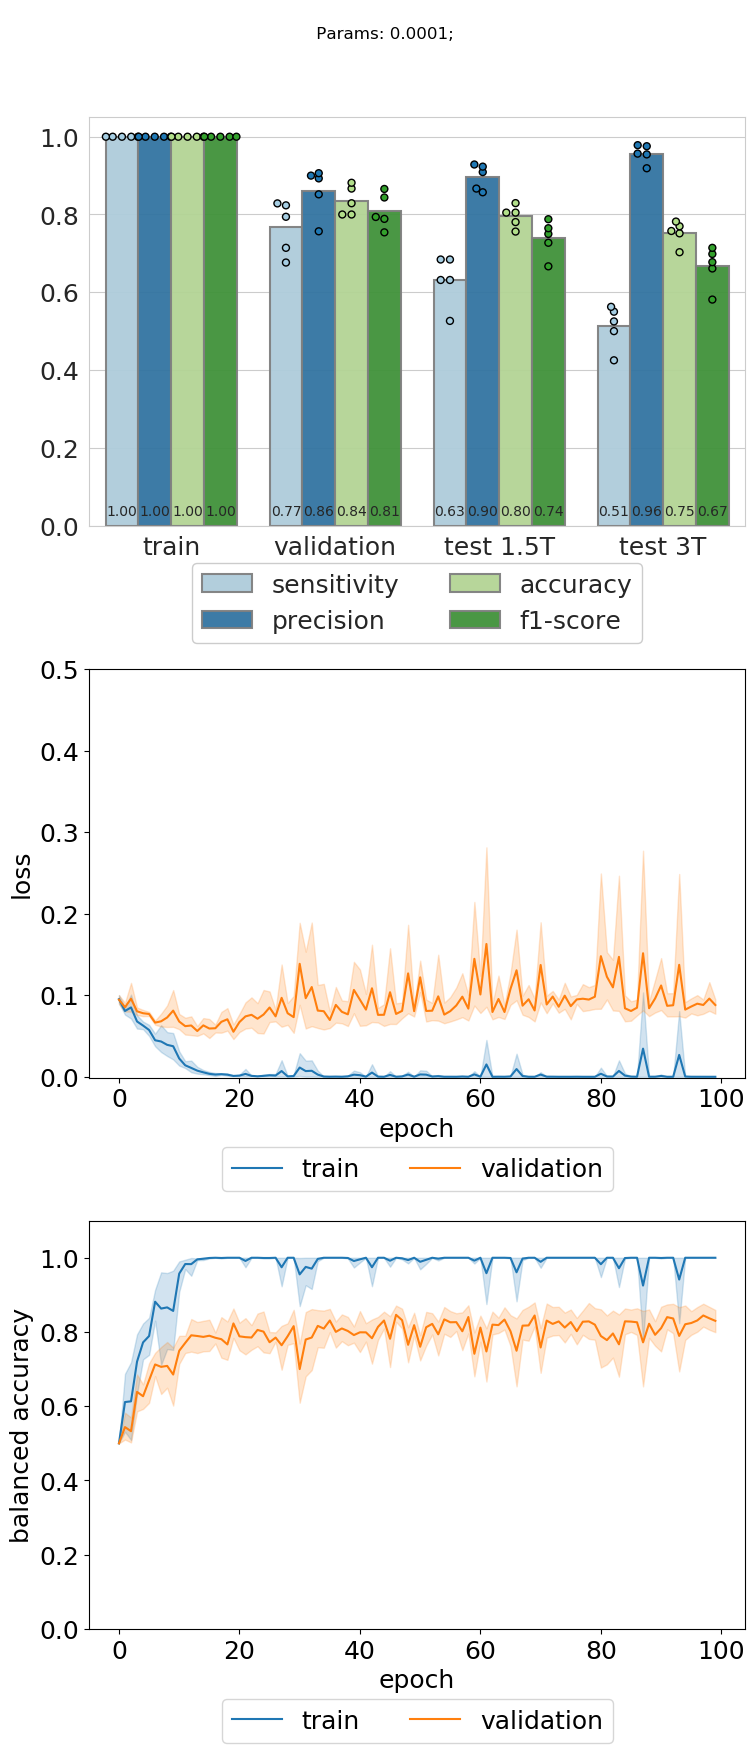 Params: 0.0001;
1.0
0.8
0.6
0.4
0.2
0.0
1.00 1.00 1.00 1.00 0.77 0.86 0.84 0.81 0.63 0.90 0.80 0.74 0.51 0.96 0.75 0.67
train validation test 1.5T test 3T
sensitivity accuracy
precision f1-score
0.5
0.4
0.3
0.2
0.1
0.0
loss
0 20 40 60 80 100
epoch
train validation
1.0
0.8
0.6
0.4
0.2
0.0
balanced accuracy
0 20 40 60 80 100
epoch
train validation